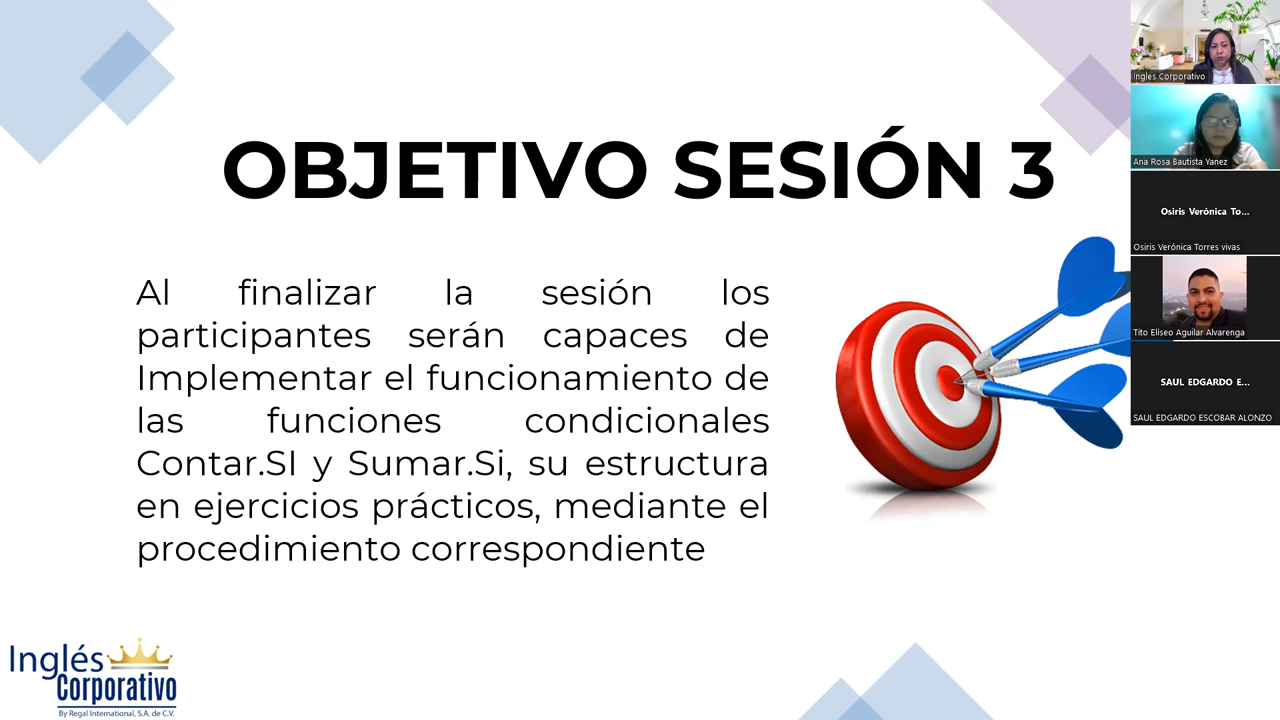 OBJETIVO SESIÓN 3
Al finalizar la sesión los
participantes serán capaces de
Implementar el funcionamiento de
las funciones condicionales
Contar.SI y Sumar.Si, su estructura
en ejercicios prácticos, mediante el
procedimiento correspondiente
Inglés
Corporativo
By Regal International, S.A. de C.V.
Ingles Corporativo
Ana Rosa Bautista Yanez
Osiris Verónica To...
Osiris Verónica Torres vivas
Tito Eliseo Aguilar Alvarenga
SAUL EDGARDO E...
SAUL EDGARDO ESCOBAR ALONZO